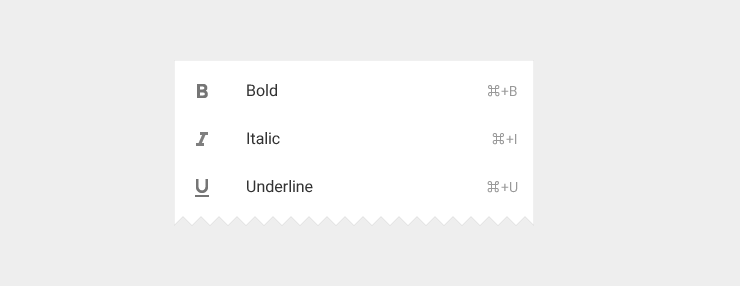 B Bold ⌘+B
I Italic ⌘+I
U Underline ⌘+U